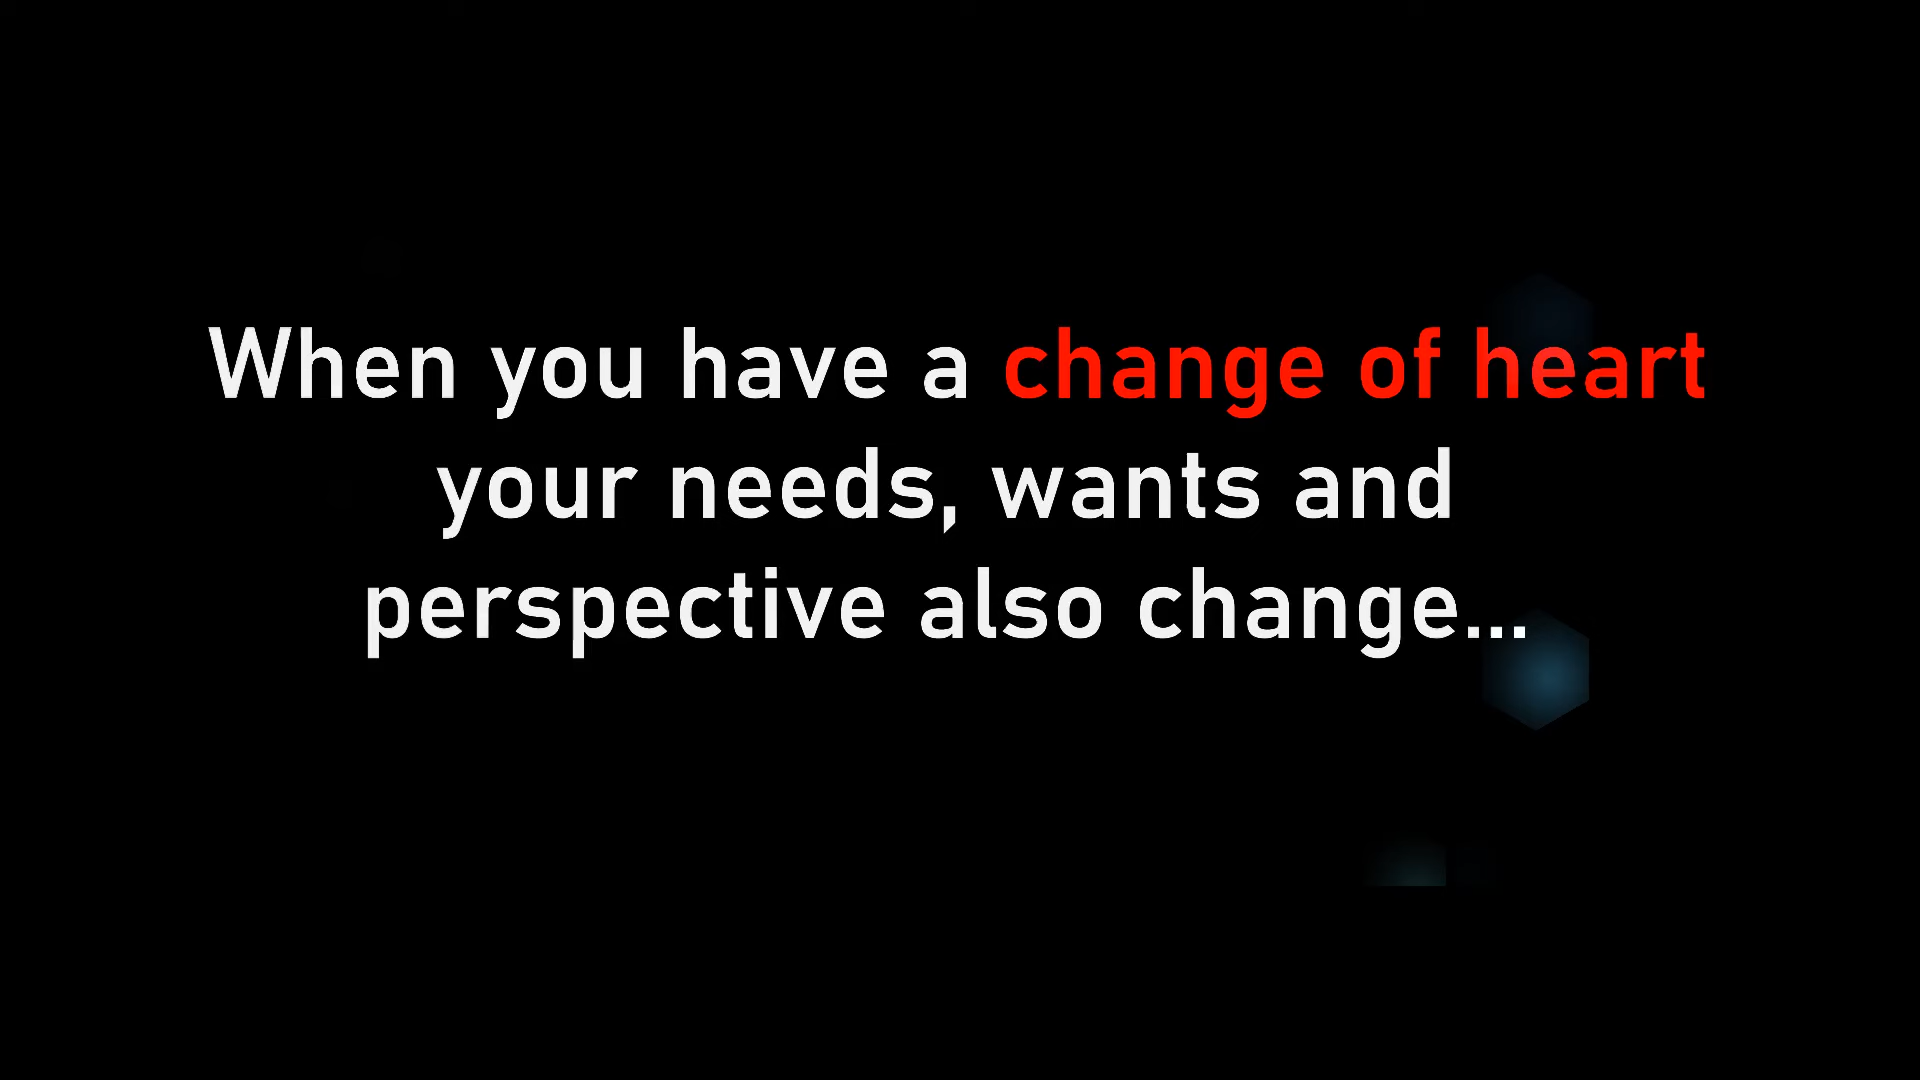 When you have a change of heart
your needs, wants and
perspective also change...